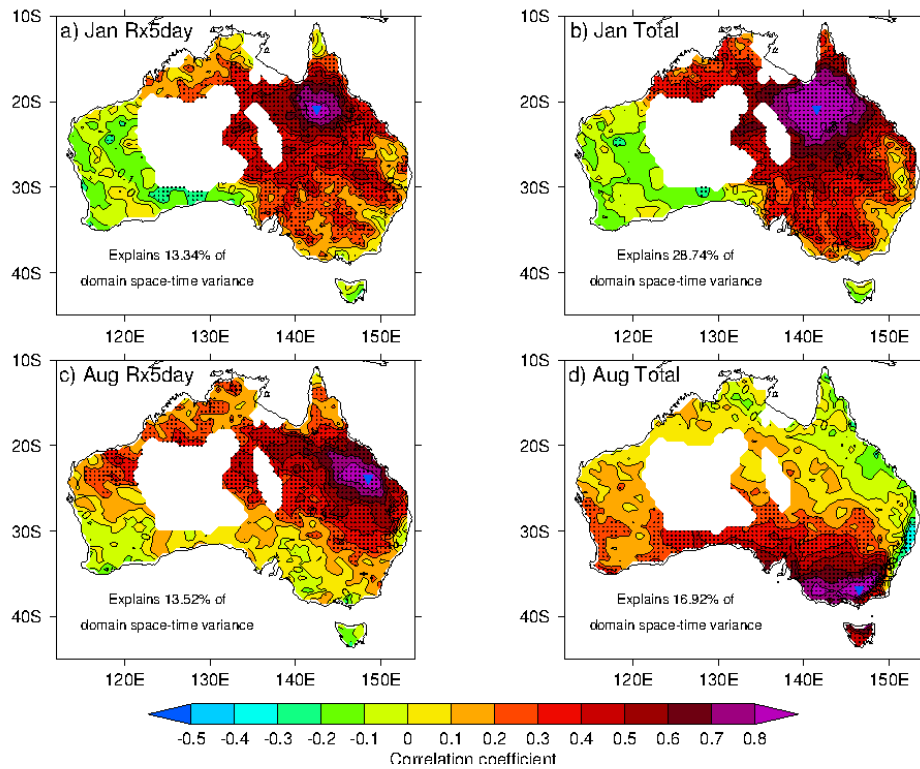 10S
20S
30S
40S
a) Jan Rx5day
Explains 13.34% of
domain space-time variance
120E 130E 140E 150E
10S
20S
30S
40S
b) Jan Total
Explains 28.74% of
domain space-time variance
120E 130E 140E 150E
10S
20S
30S
40S
c) Aug Rx5day
Explains 13.52% of
domain space-time variance
120E 130E 140E 150E
10S
20S
30S
40S
d) Aug Total
Explains 16.92% of
domain space-time variance
120E 130E 140E 150E
-0.5 -0.4 -0.3 -0.2 -0.1 0 0.1 0.2 0.3 0.4 0.5 0.6 0.7 0.8
Correlation coefficient